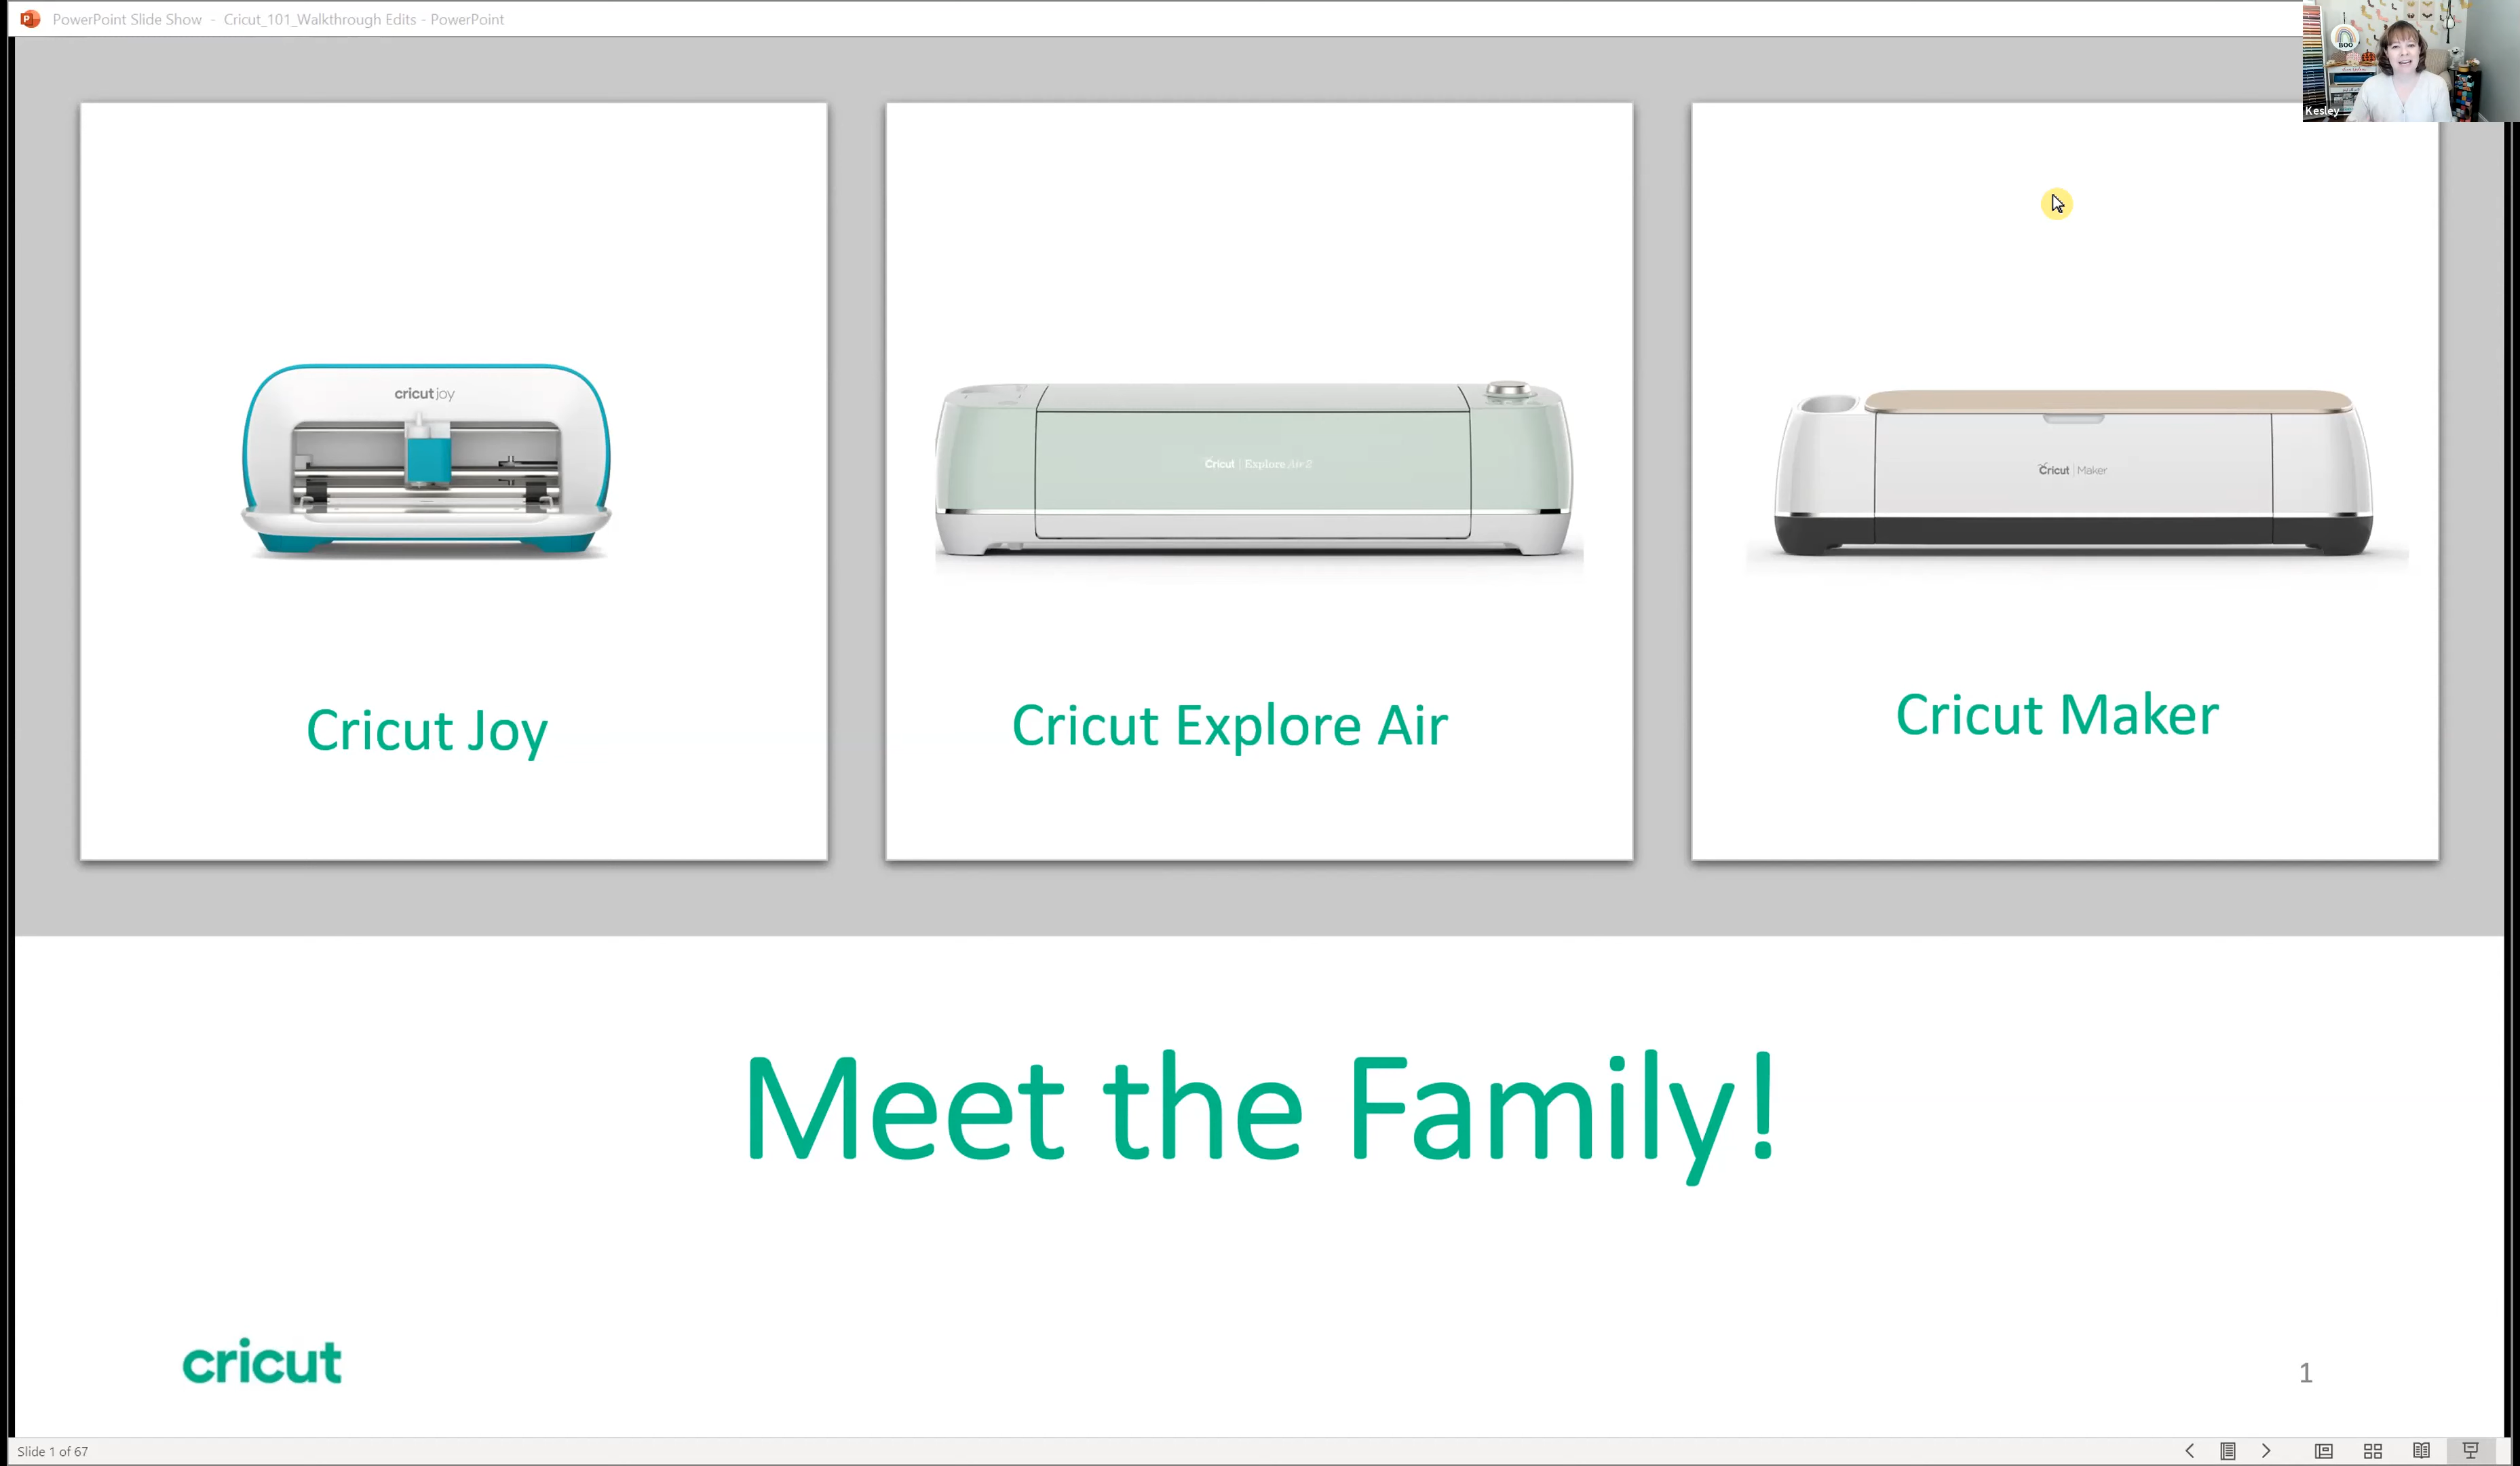 PowerPoint Slide Show - Cricut_101_Walkthrough Edits - PowerPoint
BOO
Kesley
cricut joy
Cricut | Explore Air 2
Cricut | Maker
Cricut Joy
Cricut Explore Air
Cricut Maker
Meet the Family!
cricut
1
Slide 1 of 67